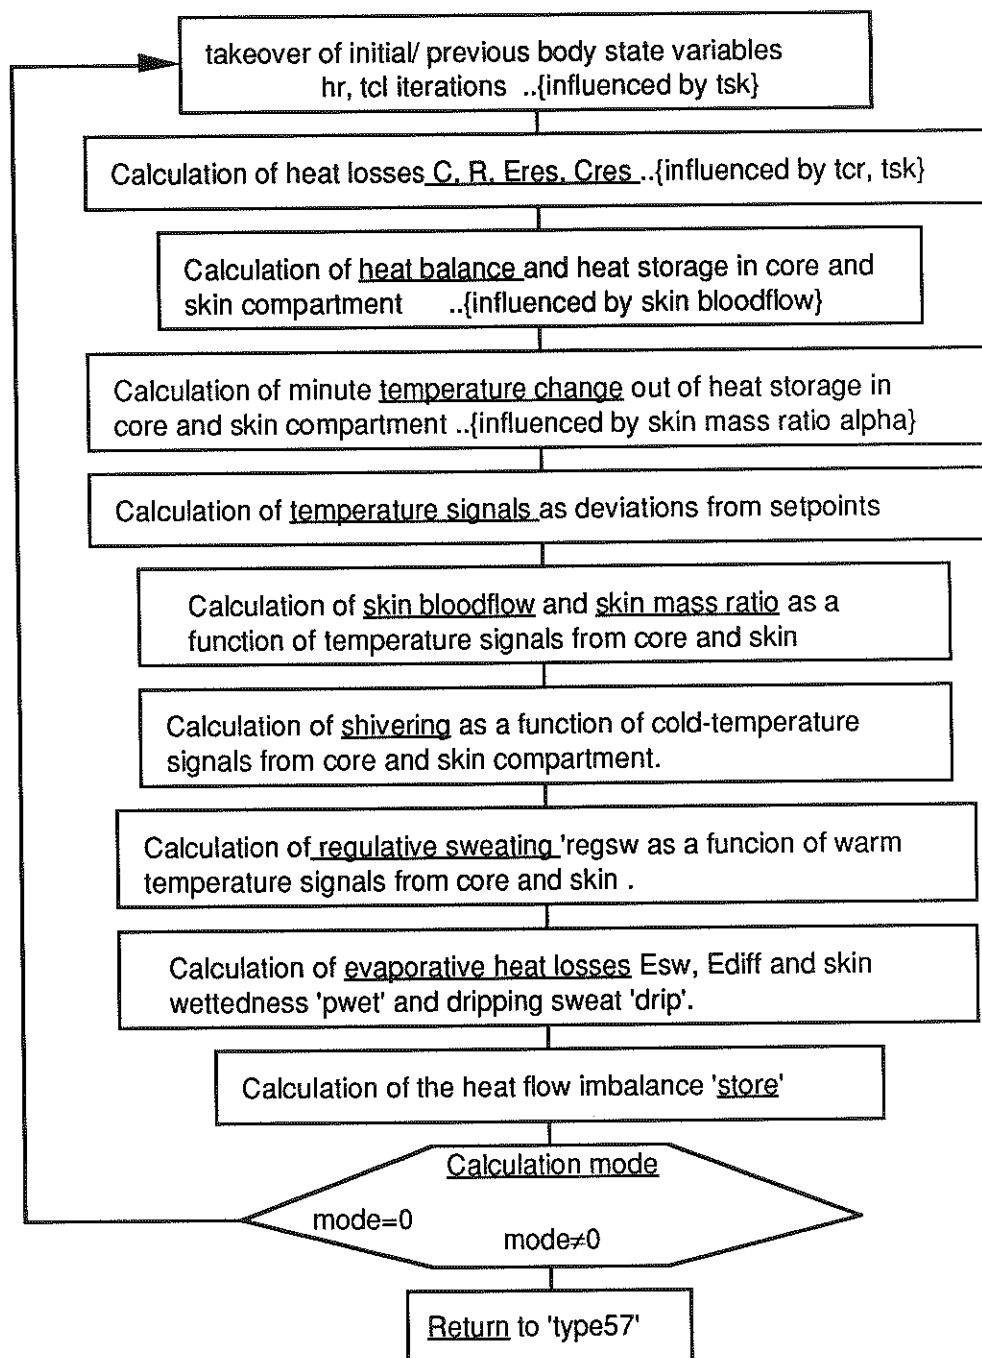 takeover of initial/ previous body state variables
hr, tcl iterations ..{influenced by tsk}
Calculation of heat losses C, R, Eres, Cres ..{influenced by tcr, tsk}
Calculation of heat balance and heat storage in core and
skin compartment ..{influenced by skin bloodflow}
Calculation of minute temperature change out of heat storage in
core and skin compartment ..{influenced by skin mass ratio alpha}
Calculation of temperature signals as deviations from setpoints
Calculation of skin bloodflow and skin mass ratio as a
function of temperature signals from core and skin
Calculation of shivering as a function of cold-temperature
signals from core and skin compartment.
Calculation of regulative sweating 'regsw as a funcion of warm
temperature signals from core and skin .
Calculation of evaporative heat losses Esw, Ediff and skin
wettedness 'pwet' and dripping sweat 'drip'.
Calculation of the heat flow imbalance 'store'
Calculation mode
mode=0
mode≠0
Return to 'type57'